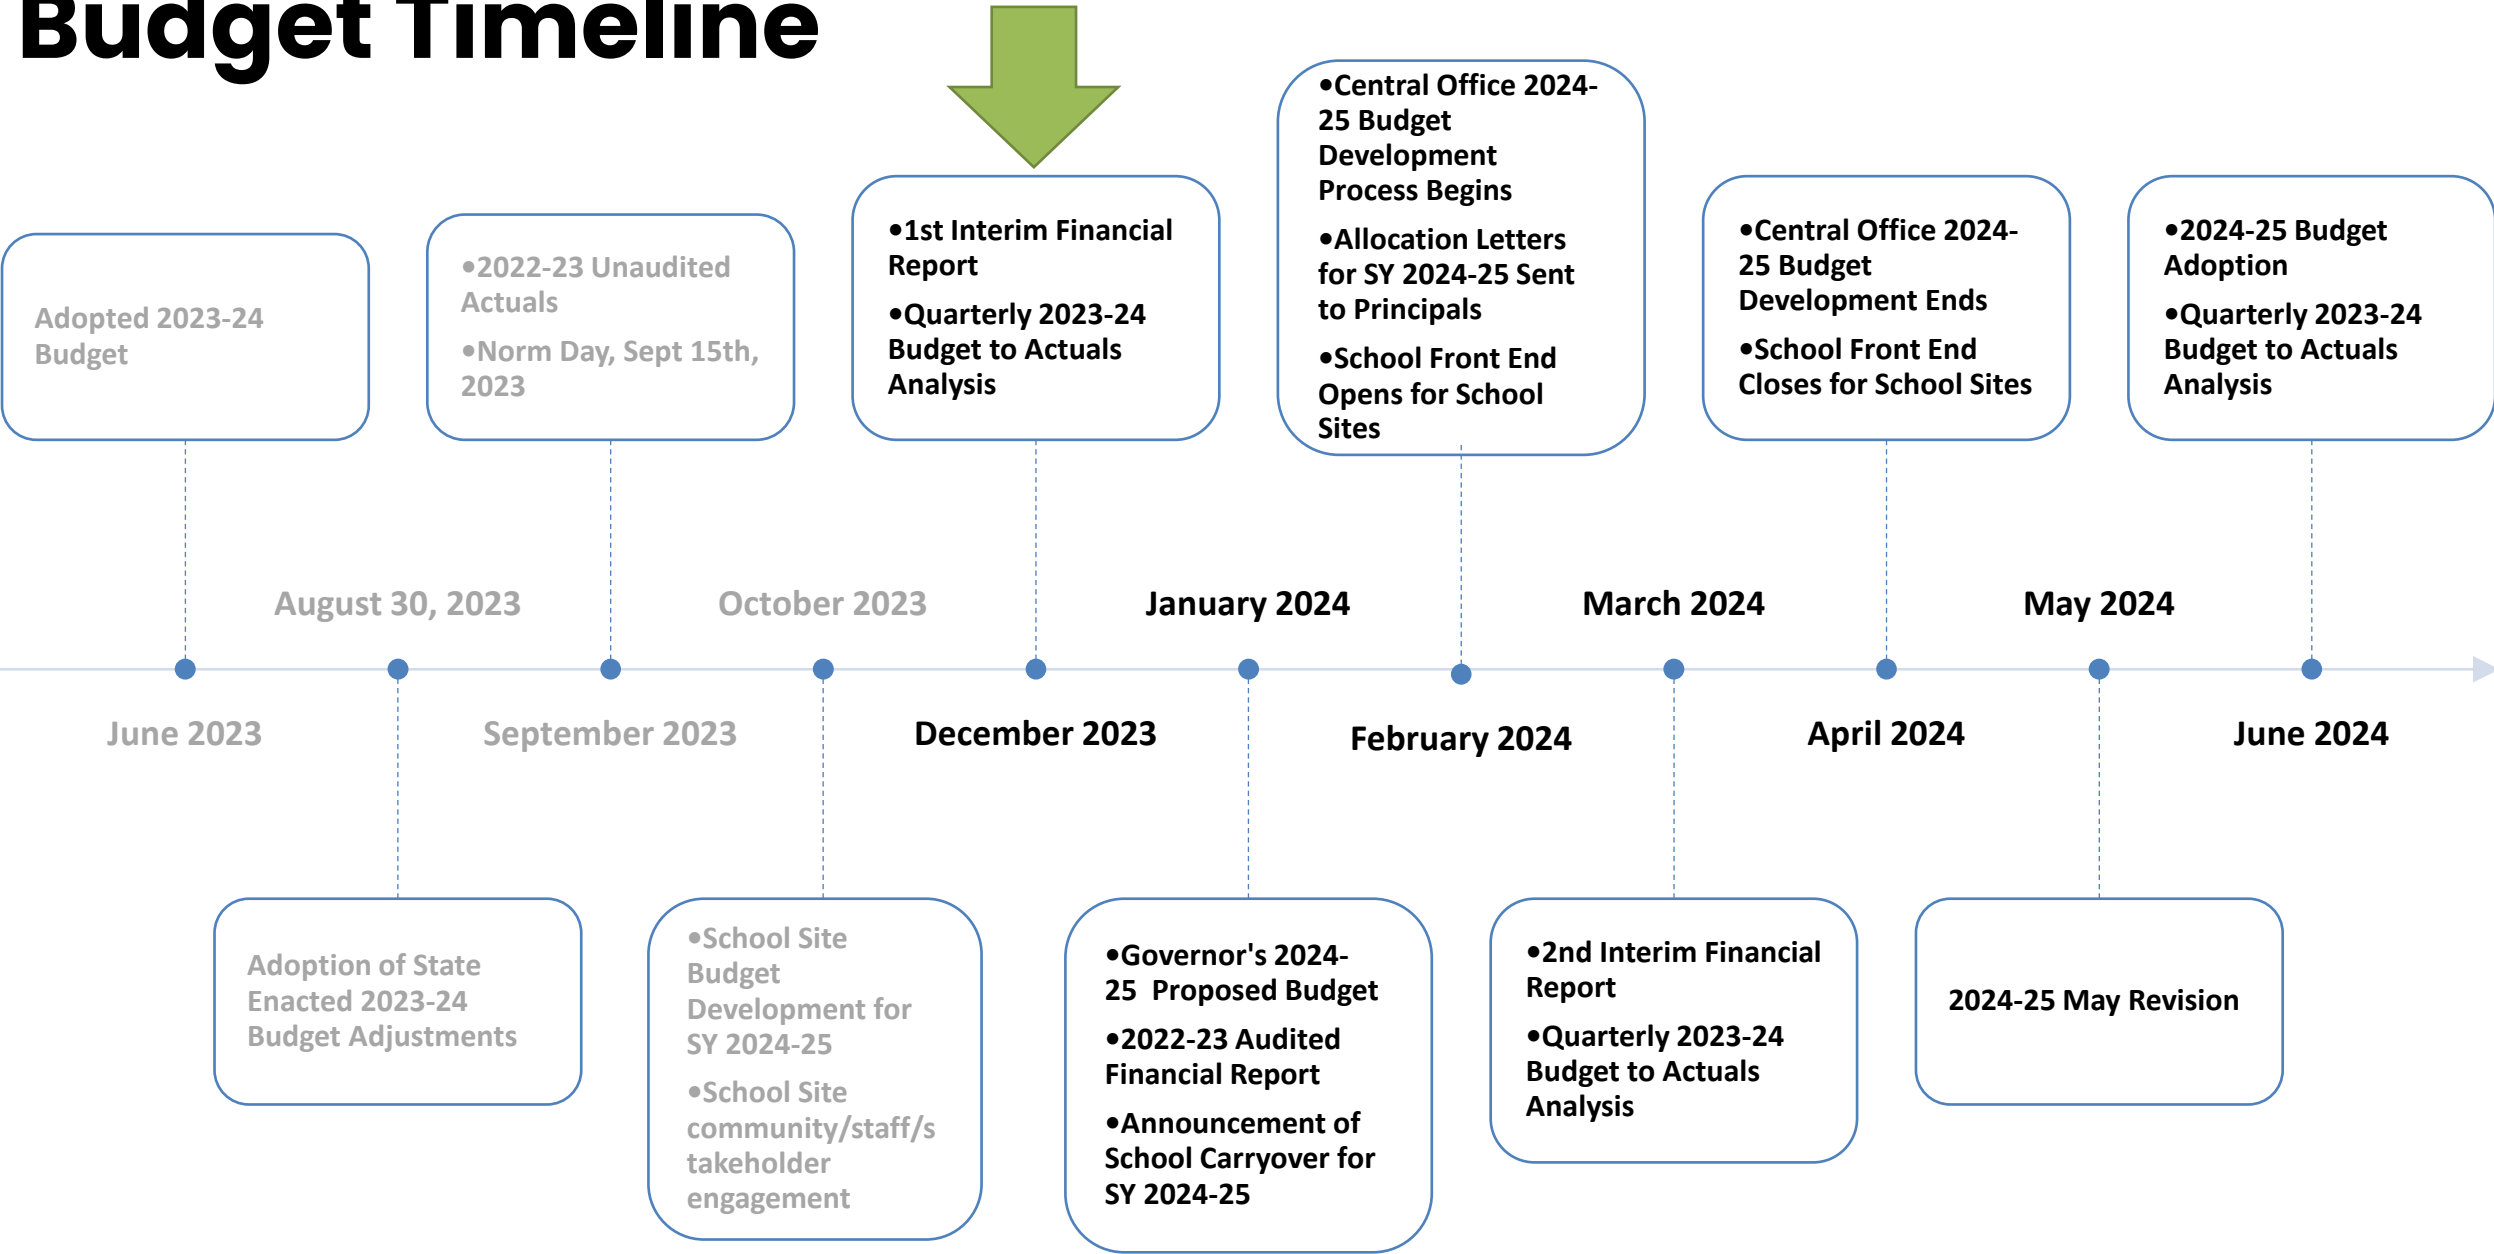 Budget Timeline
Adopted 2023-24
Budget
•2022-23 Unaudited
Actuals
•Norm Day, Sept 15th,
2023
•1st Interim Financial
Report
•Quarterly 2023-24
Budget to Actuals
Analysis
•Central Office 2024-
25 Budget
Development
Process Begins
•Allocation Letters
for SY 2024-25 Sent
to Principals
•School Front End
Opens for School
Sites
•Central Office 2024-
25 Budget
Development Ends
•School Front End
Closes for School Sites
•2024-25 Budget
Adoption
•Quarterly 2023-24
Budget to Actuals
Analysis
August 30, 2023
October 2023
January 2024
March 2024
May 2024
June 2023
September 2023
December 2023
February 2024
April 2024
June 2024
Adoption of State
Enacted 2023-24
Budget Adjustments
•School Site
Budget
Development for
SY 2024-25
•School Site
community/staff/s
takeholder
engagement
•Governor's 2024-
25  Proposed Budget
•2022-23 Audited
Financial Report
•Announcement of
School Carryover for
SY 2024-25
•2nd Interim Financial
Report
•Quarterly 2023-24
Budget to Actuals
Analysis
2024-25 May Revision